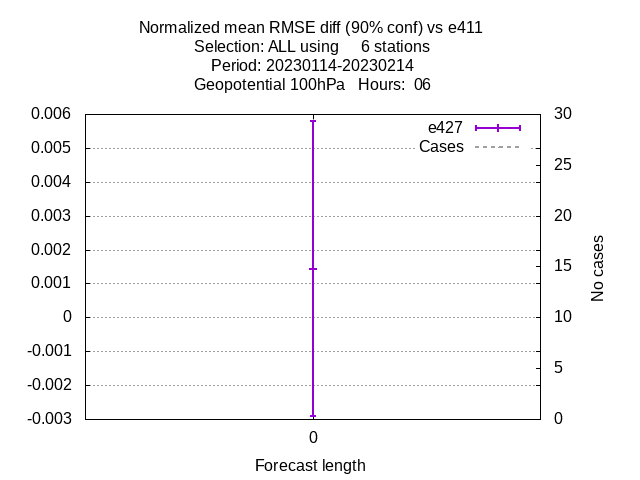 Normalized mean RMSE diff (90% conf) vs e411
Selection: ALL using     6 stations
Period: 20230114-20230214
Geopotential 100hPa   Hours:  06
0.006
0.005
0.004
0.003
0.002
0.001
0
-0.001
-0.002
-0.003
30
25
20
15
10
5
0
e427
Cases
No cases
0
Forecast length